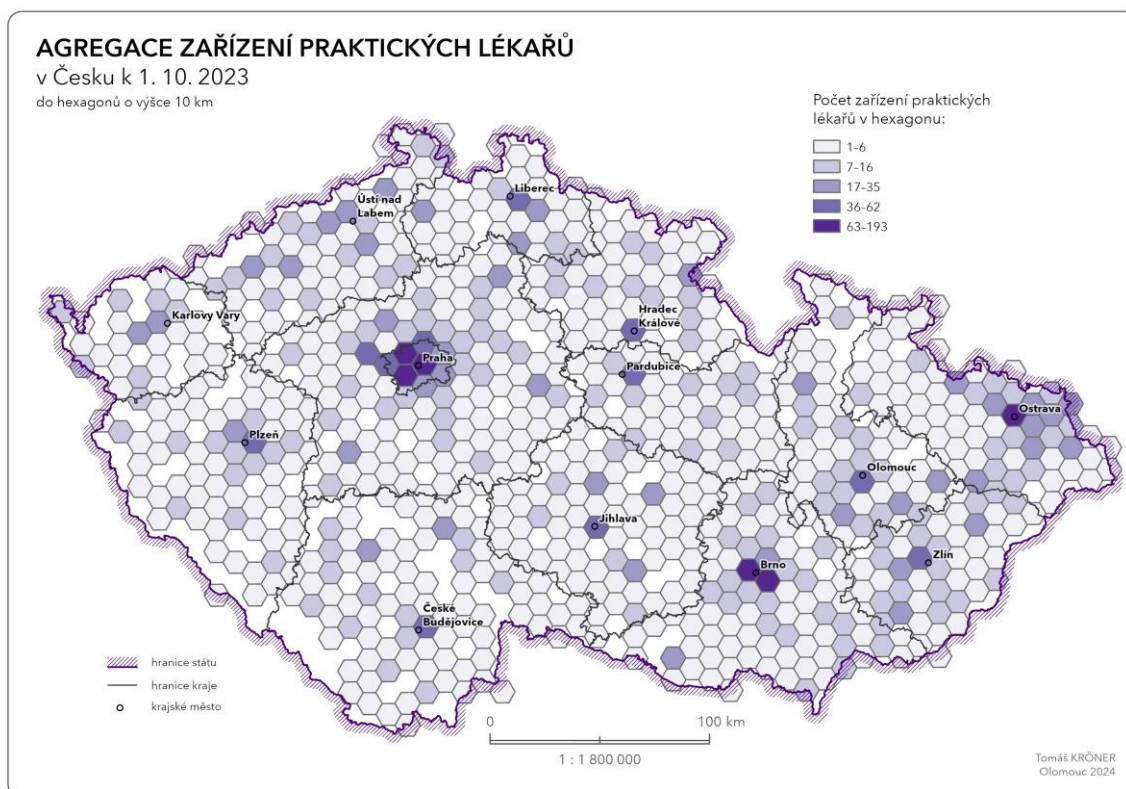 AGREGACE ZAŘÍZENÍ PRAKTICKÝCH LÉKAŘŮ
v Česku k 1. 10. 2023
do hexagonů o výšce 10 km
Počet zařízení praktických
lékařů v hexagonu:
1–6
7–16
17–35
36–62
63–193
Liberec
Ústí nad
Labem
Karlovy Vary
Hradec
Králové
Praha
Pardubice
Ostrava
Plzeň
Olomouc
Jihlava
Zlín
Brno
České
Budějovice
hranice státu
hranice kraje
krajské město
0 100 km
1 : 1 800 000
Tomáš KRÖNER
Olomouc 2024